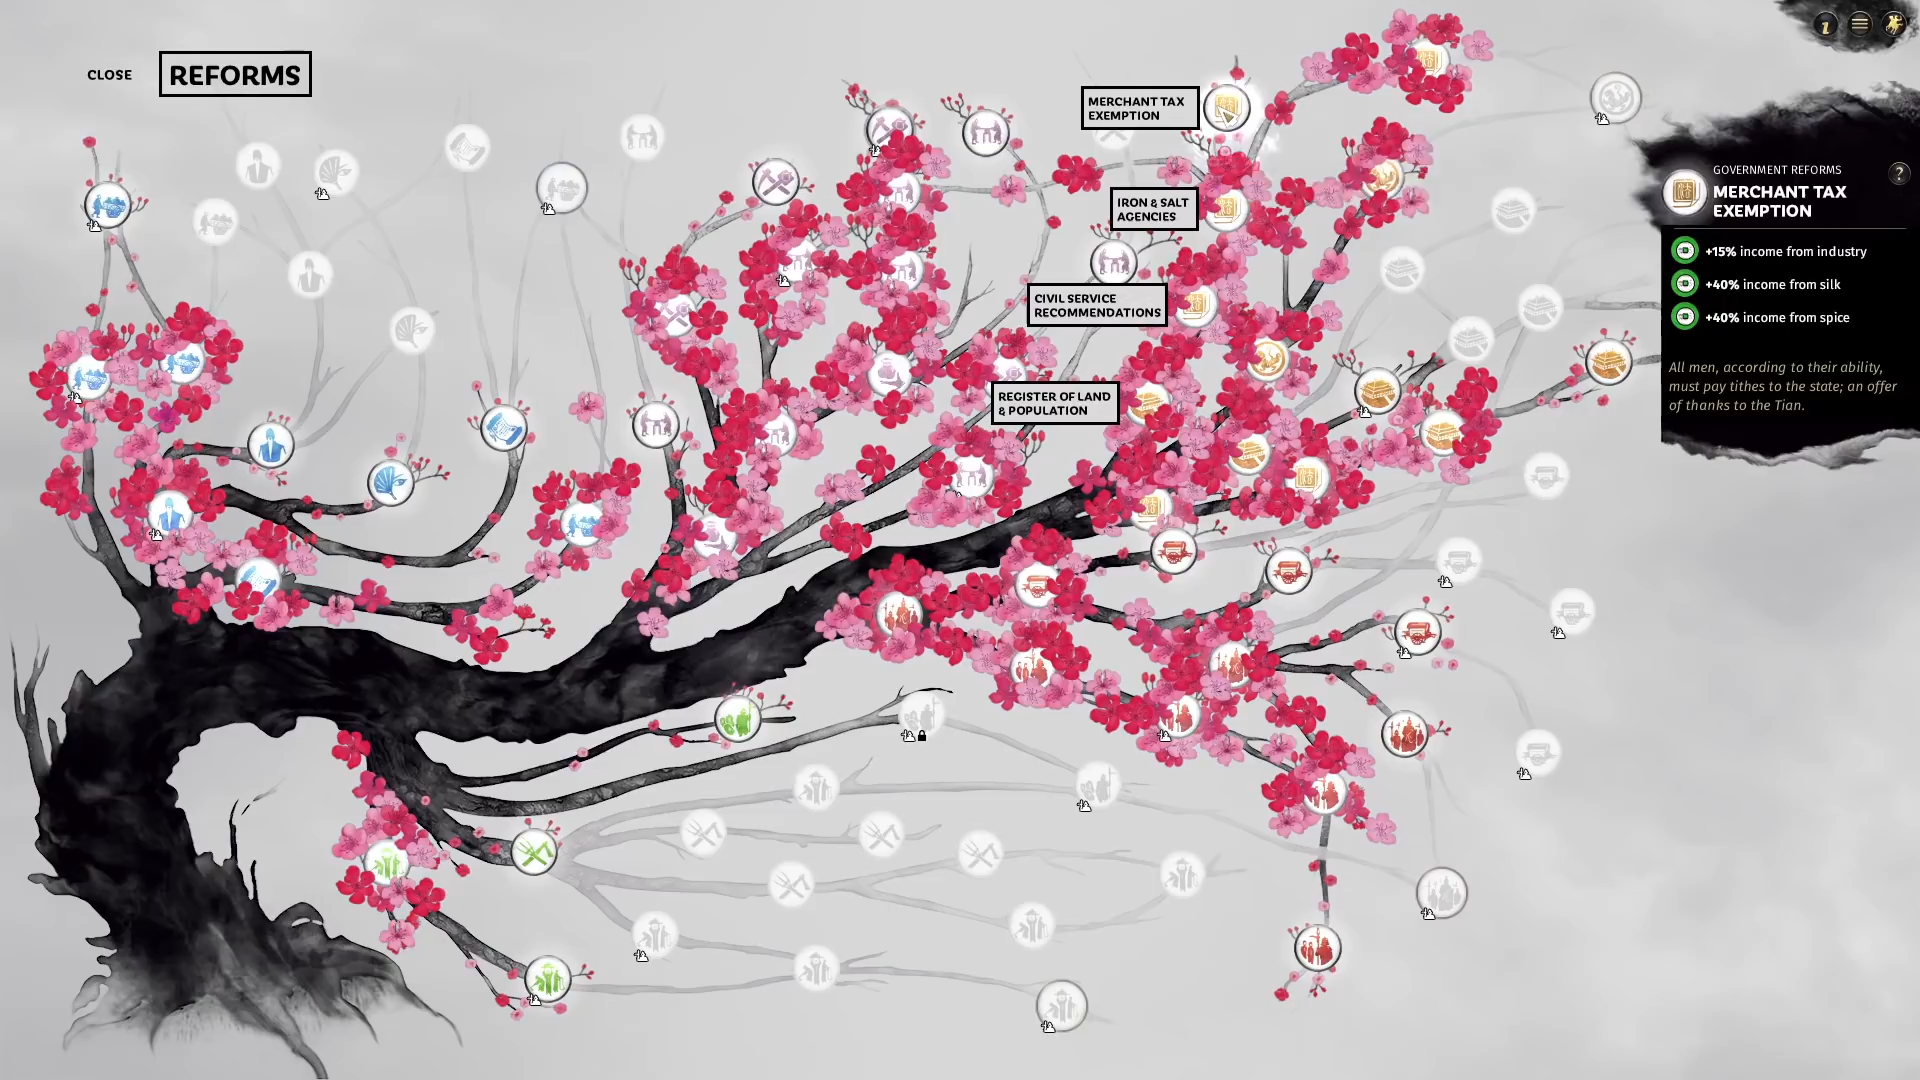 CLOSE
REFORMS
MERCHANT TAX
EXEMPTION
IRON & SALT
AGENCIES
CIVIL SERVICE
RECOMMENDATIONS
REGISTER OF LAND
& POPULATION
GOVERNMENT REFORMS
?
MERCHANT TAX
EXEMPTION
+15% income from industry
+40% income from silk
+40% income from spice
All men, according to their ability,
must pay tithes to the state; an offer
of thanks to the Tian.